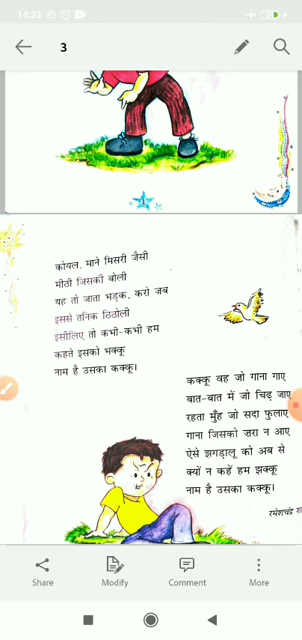 14:22
3
1
कोयल, माने मिसरी जैसी
मीठी जिसकी बोली
यह तो जाता भड़क, करो जब
इससे तनिक ठिठोली
इसीलिए तो कभी-कभी हम
कहते इसको भक्कू
नाम है उसका कक्कू।
कक्कू वह जो गाना गाए
बात-बात में जो चिढ़ जाए
रहता मुँह जो सदा फुलाए
गाना जिसको ज़रा न आए
ऐसे झगड़ालू को अब से
क्यों न कहें हम झक्कू
नाम है उसका कक्कू।
रमेशचंद्र
Share
Modify
Comment
More